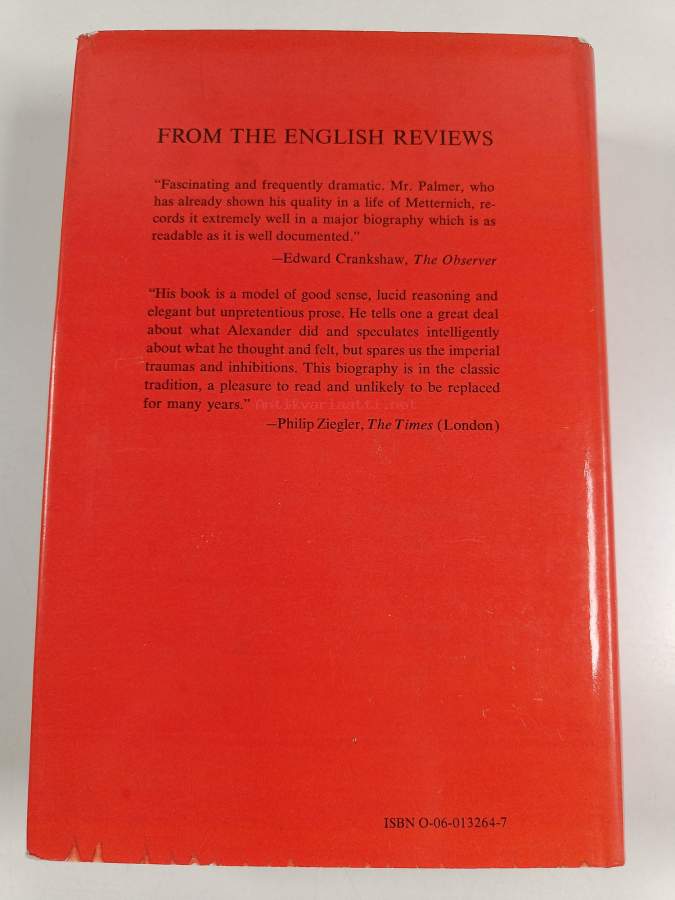 FROM THE ENGLISH REVIEWS
“Fascinating and frequently dramatic. Mr. Palmer, who
has already shown his quality in a life of Metternich, re-
cords it extremely well in a major biography which is as
readable as it is well documented.”
—Edward Crankshaw, The Observer
“His book is a model of good sense, lucid reasoning and
elegant but unpretentious prose. He tells one a great deal
about what Alexander did and speculates intelligently
about what he thought and felt, but spares us the imperial
traumas and inhibitions. This biography is in the classic
tradition, a pleasure to read and unlikely to be replaced
for many years.”
Antikvariaatti.net
—Philip Ziegler, The Times (London)
ISBN O-06-013264-7